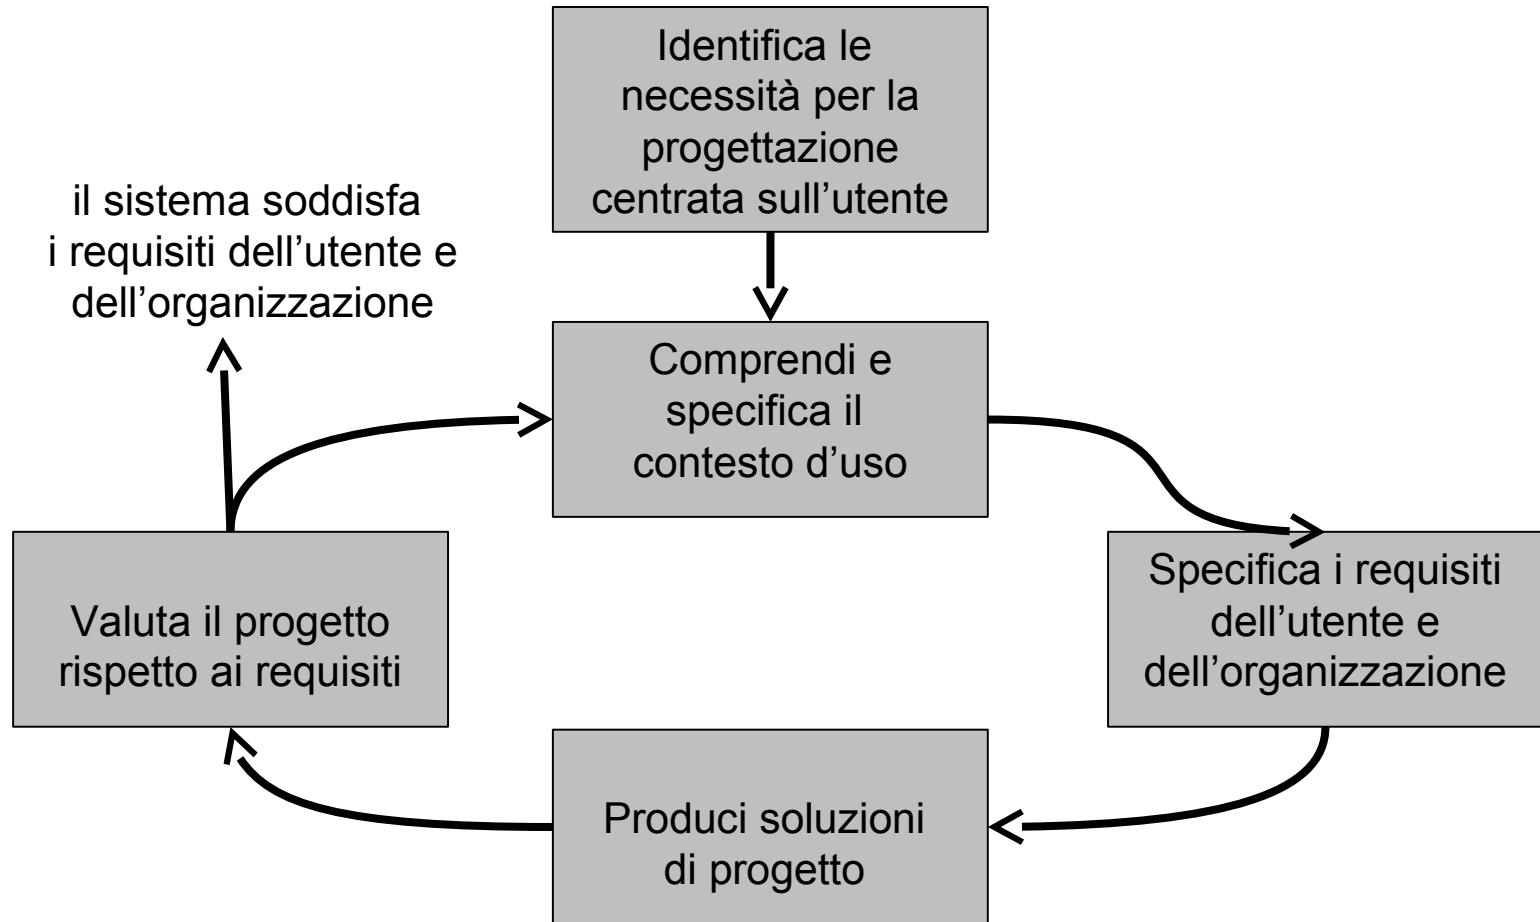 Identifica le
necessità per la
progettazione
centrata sull’utente
il sistema soddisfa
i requisiti dell’utente e
dell’organizzazione
Comprendi e
specifica il
contesto d’uso
Specifica i requisiti
dell’utente e
dell’organizzazione
Valuta il progetto
rispetto ai requisiti
Produci soluzioni
di progetto